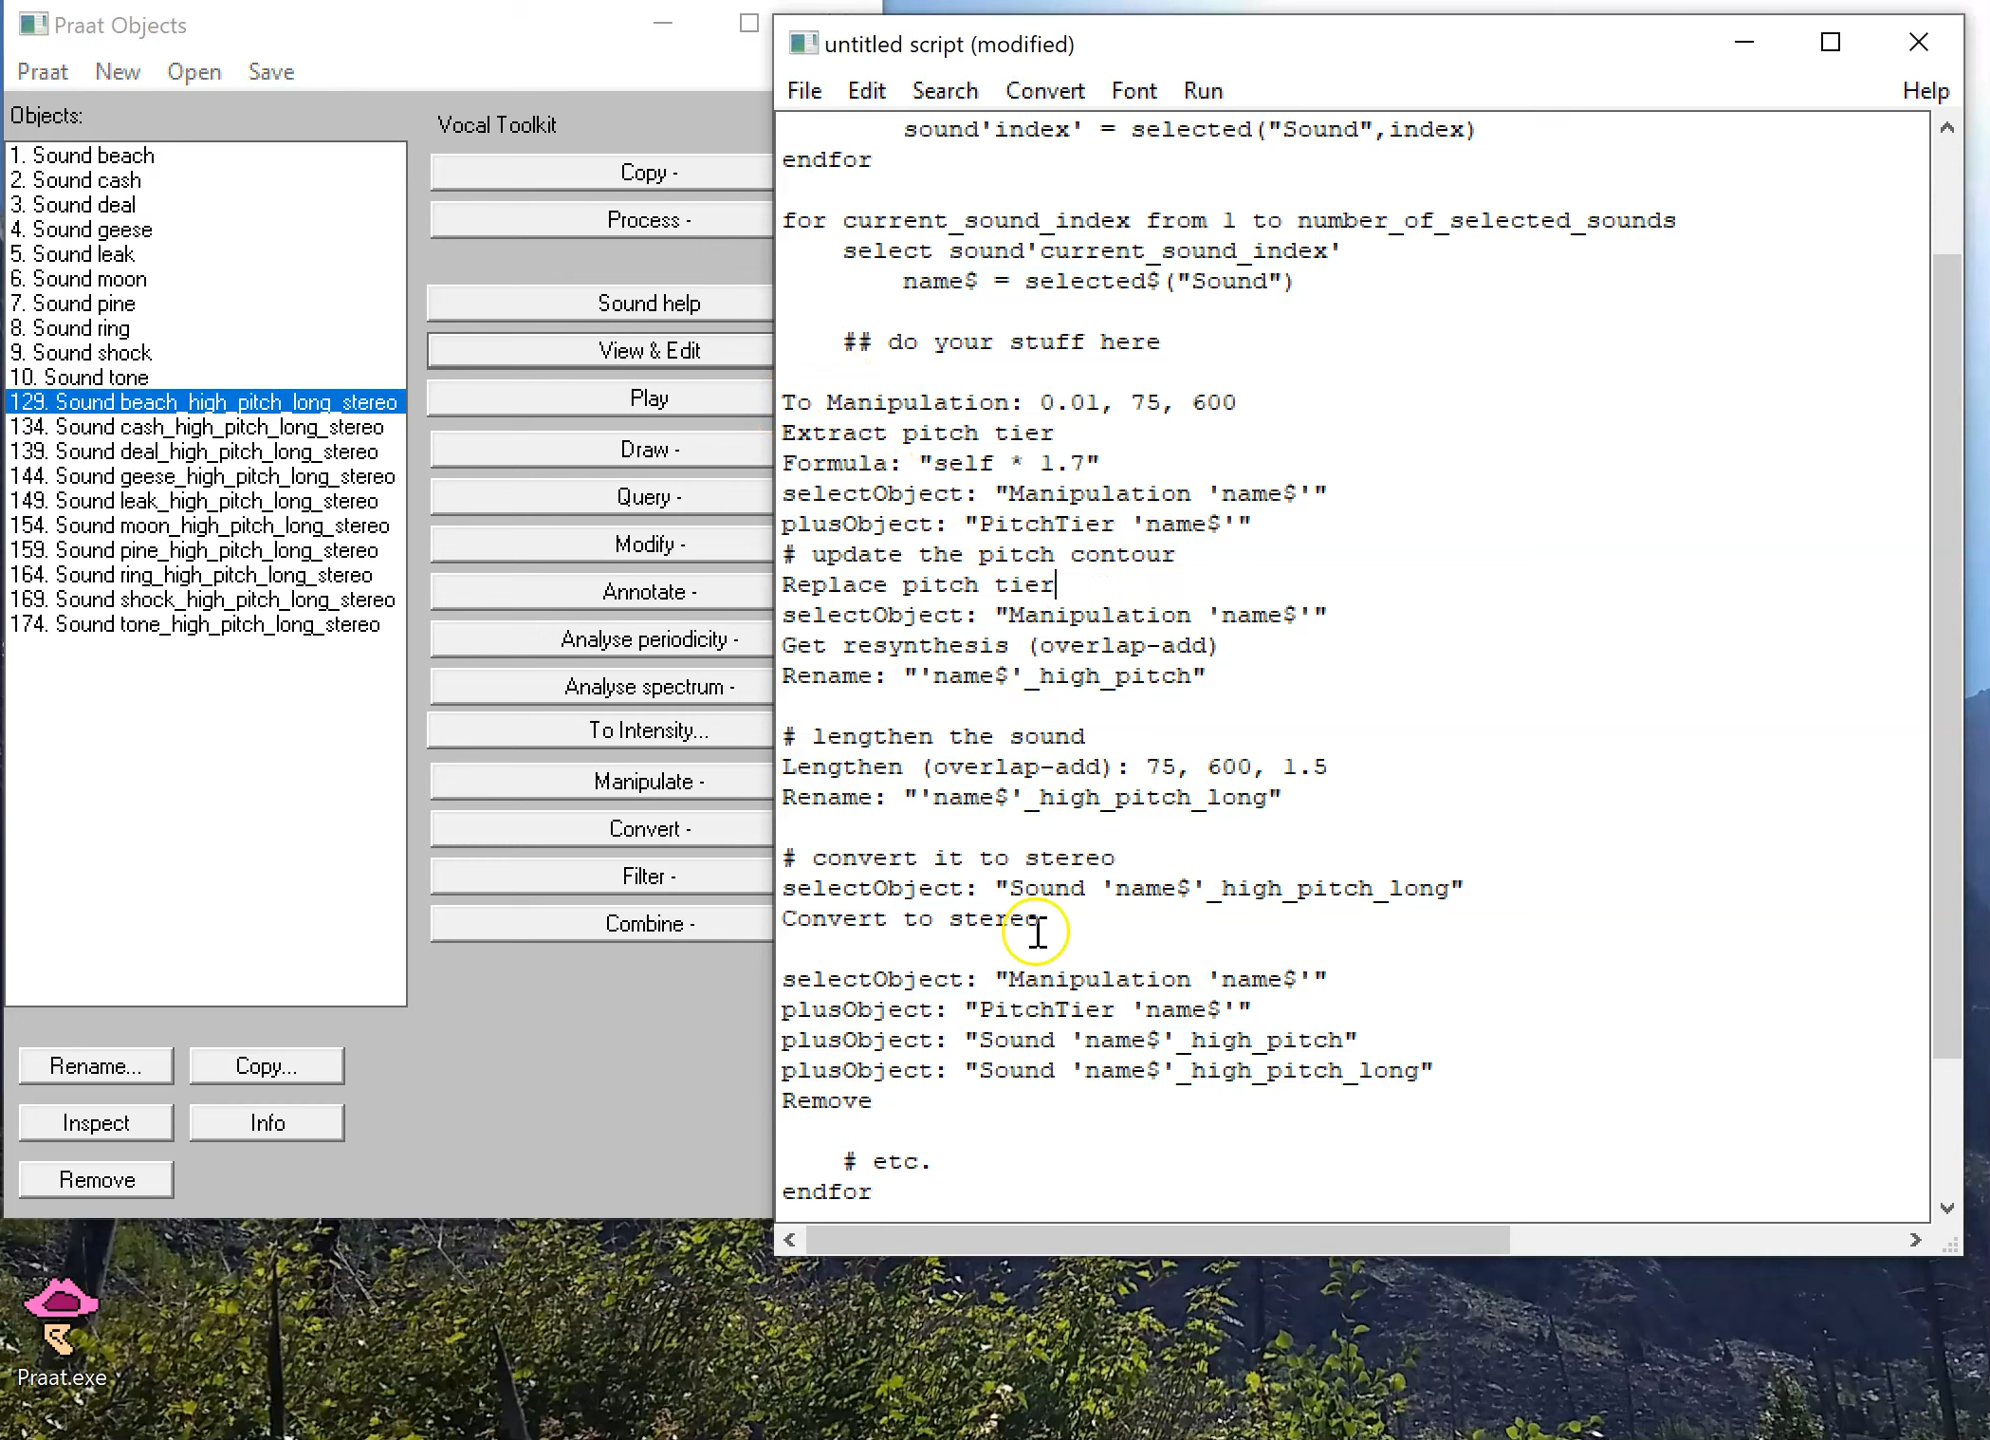 Praat Objects
Praat New Open Save
Objects:
1. Sound beach
2. Sound cash
3. Sound deal
4. Sound geese
5. Sound leak
6. Sound moon
7. Sound pine
8. Sound ring
9. Sound shock
10. Sound tone
129. Sound beach_high_pitch_long_stereo
134. Sound cash_high_pitch_long_stereo
139. Sound deal_high_pitch_long_stereo
144. Sound geese_high_pitch_long_stereo
149. Sound leak_high_pitch_long_stereo
154. Sound moon_high_pitch_long_stereo
159. Sound pine_high_pitch_long_stereo
164. Sound ring_high_pitch_long_stereo
169. Sound shock_high_pitch_long_stereo
174. Sound tone_high_pitch_long_stereo
Rename... Copy...
Inspect Info
Remove
Vocal Toolkit
Copy -
Process -
Sound help
View & Edit
Play
Draw -
Query -
Modify -
Annotate -
Analyse periodicity -
Analyse spectrum -
To Intensity...
Manipulate -
Convert -
Filter -
Combine -
untitled script (modified)
File Edit Search Convert Font Run Help
sound'index' = selected("Sound",index)
endfor
for current_sound_index from 1 to number_of_selected_sounds
select sound'current_sound_index'
name$ = selected$("Sound")
## do your stuff here
To Manipulation: 0.01, 75, 600
Extract pitch tier
Formula: "self * 1.7"
selectObject: "Manipulation 'name$'"
plusObject: "PitchTier 'name$'"
# update the pitch contour
Replace pitch tier
selectObject: "Manipulation 'name$'"
Get resynthesis (overlap-add)
Rename: "'name$'_high_pitch"
# lengthen the sound
Lengthen (overlap-add): 75, 600, 1.5
Rename: "'name$'_high_pitch_long"
# convert it to stereo
selectObject: "Sound 'name$'_high_pitch_long"
Convert to stereo
selectObject: "Manipulation 'name$'"
plusObject: "PitchTier 'name$'"
plusObject: "Sound 'name$'_high_pitch"
plusObject: "Sound 'name$'_high_pitch_long"
Remove
# etc.
endfor
Praat.exe